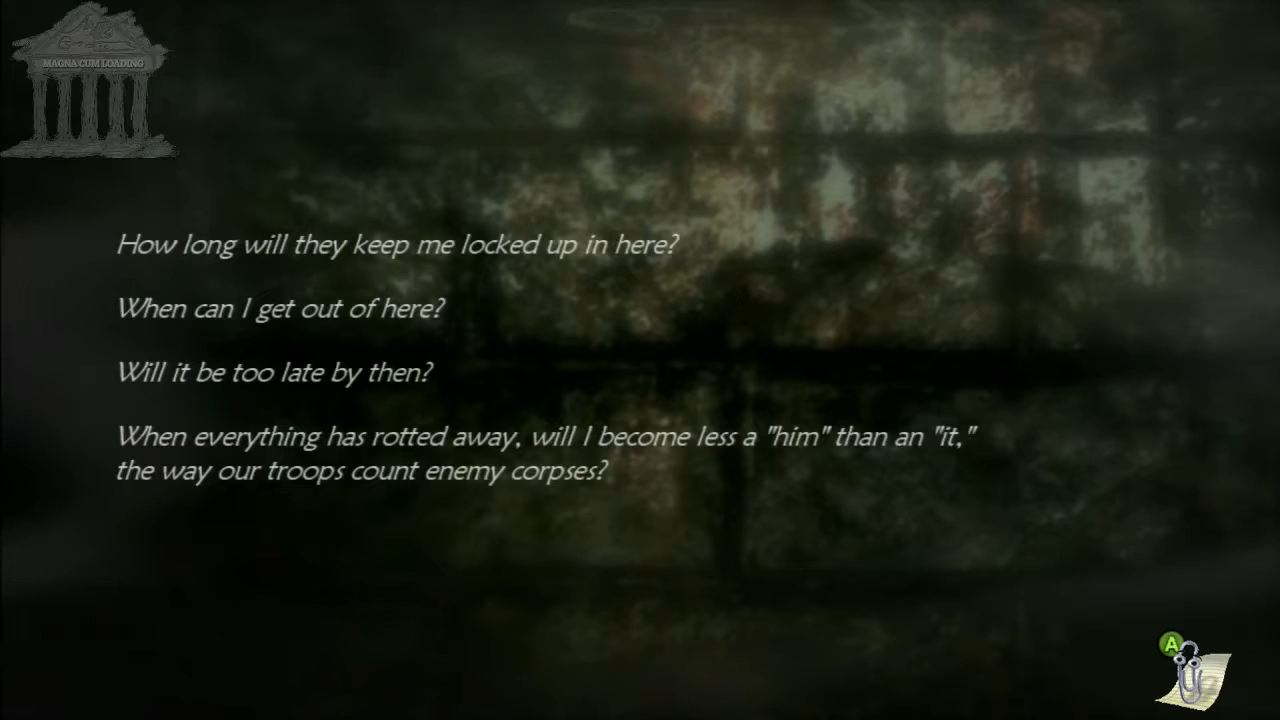 MAGNA CUM LOADING
How long will they keep me locked up in here?
When can I get out of here?
Will it be too late by then?
When everything has rotted away, will I become less a "him" than an "it,"
the way our troops count enemy corpses?
A